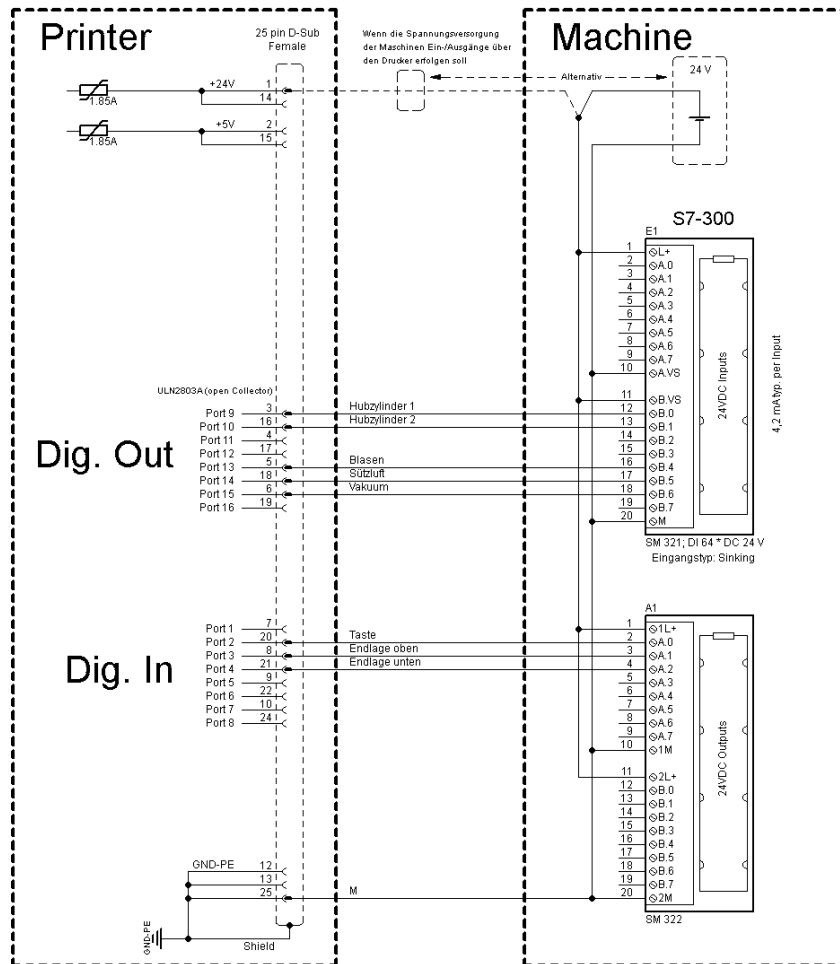 Printer
25 pin D-Sub
Female
Wenn die Spannungsversorgung
der Maschinen Ein-/Ausgänge über
den Drucker erfolgen soll
Machine
Alternativ
24 V
+24V 1
14
1.85A
+5V 2
15
1.85A
S7-300
E1
1 L+
2 A.0
3 A.1
4 A.2
5 A.3
6 A.4
7 A.5
8 A.6
9 A.7
10 A.VS
11 B.VS
12 B.0
13 B.1
14 B.2
15 B.3
16 B.4
17 B.5
18 B.6
19 B.7
20 M
24VDC Inputs
4,2 mA typ. per Input
SM 321; DI 64 * DC 24 V
Eingangstyp: Sinking
ULN2803A (open Collector)
Dig. Out
Port 9 3 Hubzylinder 1
Port 10 16 Hubzylinder 2
Port 11 4
Port 12 17
Port 13 5 Blasen
Port 14 18 Sützluft
Port 15 6 Vakuum
Port 16 19
Dig. In
Port 1 7
Port 2 20 Taste
Port 3 8 Endlage oben
Port 4 21 Endlage unten
Port 5 9
Port 6 22
Port 7 10
Port 8 24
A1
1 1L+
2 A.0
3 A.1
4 A.2
5 A.3
6 A.4
7 A.5
8 A.6
9 A.7
10 1M
11 2L+
12 B.0
13 B.1
14 B.2
15 B.3
16 B.4
17 B.5
18 B.6
19 B.7
20 2M
24VDC Outputs
SM 322
GND-PE 12
13
25 M
GND-PE
Shield